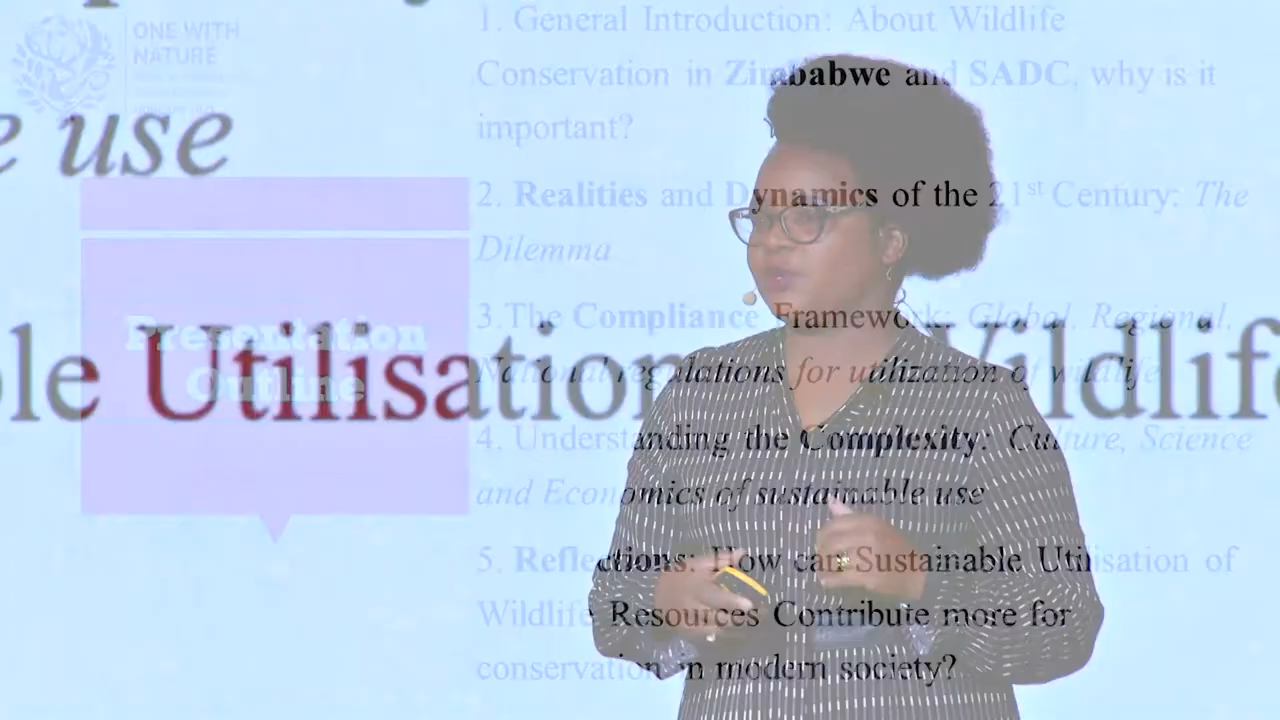 ONE WITH
NATURE
e use
le Utilisation Wildlife
Presentation
Outline
1. General Introduction: About Wildlife
Conservation in Zimbabwe and SADC, why is it
important?
2. Realities and Dynamics of the 21st Century: The
Dilemma
3.The Compliance Framework: Global, Regional,
National regulations for utilization of wildlife
4. Understanding the Complexity: Culture, Science
and Economics of sustainable use
5. Reflections: How can Sustainable Utilisation of
Wildlife Resources Contribute more for
conservation in modern society?